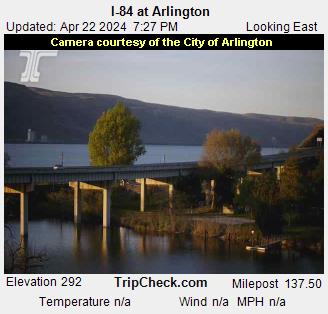 I-84 at Arlington
Updated: Apr 22 2024 7:27 PM Looking East
Camera courtesy of the City of Arlington
Elevation 292 TripCheck.com Milepost 137.50
Temperature n/a Wind n/a MPH n/a